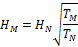 H_M = H_N √(T_M / T_N)